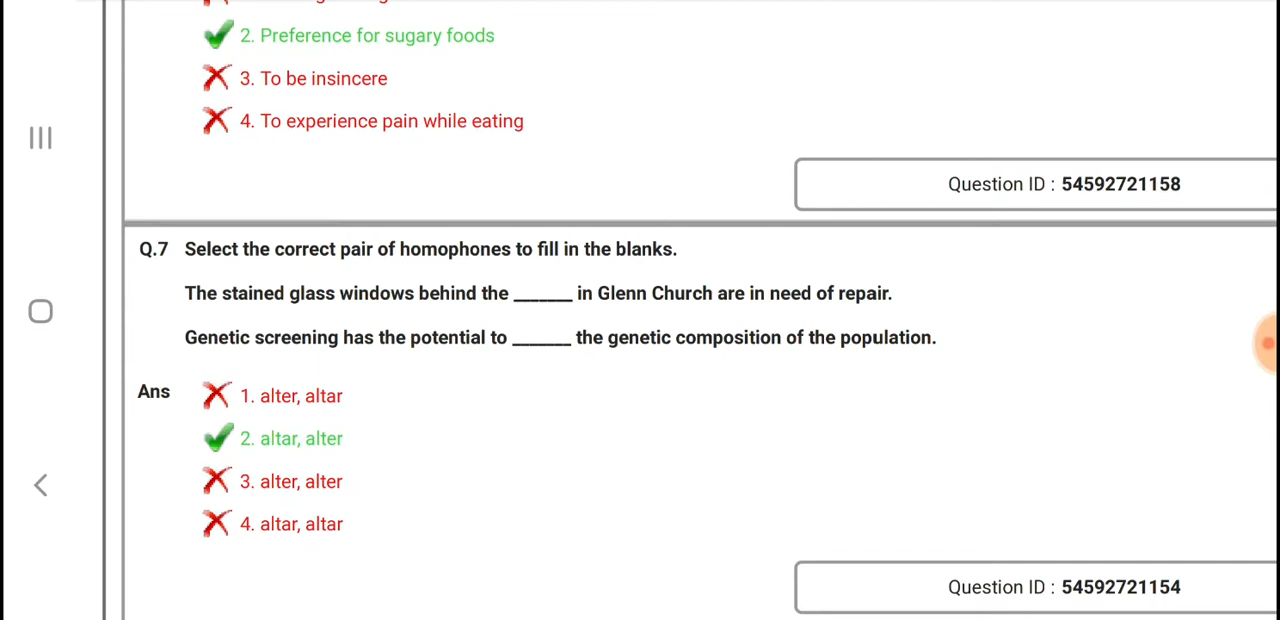 2. Preference for sugary foods
3. To be insincere
4. To experience pain while eating
Question ID : 54592721158
Q.7 Select the correct pair of homophones to fill in the blanks.
The stained glass windows behind the ______ in Glenn Church are in need of repair.
Genetic screening has the potential to ______ the genetic composition of the population.
Ans 1. alter, altar
2. altar, alter
3. alter, alter
4. altar, altar
Question ID : 54592721154